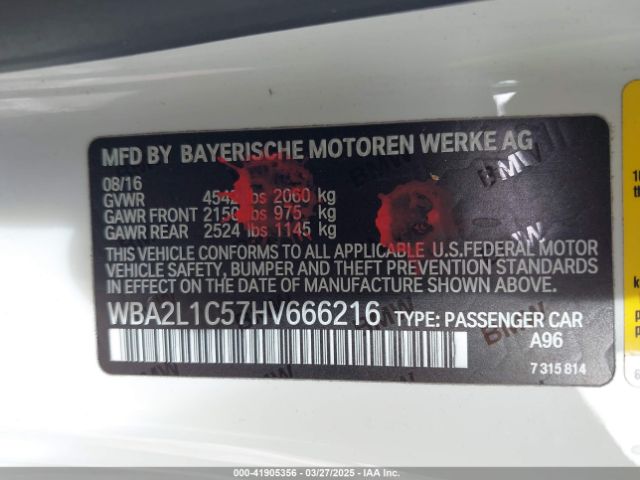 MFD BY BAYERISCHE MOTOREN WERKE AG
08/16
GVWR 4542 lbs 2060 kg
GAWR FRONT 2150 lbs 975 kg
GAWR REAR 2524 lbs 1145 kg
THIS VEHICLE CONFORMS TO ALL APPLICABLE U.S.FEDERAL MOTOR
VEHICLE SAFETY, BUMPER AND THEFT PREVENTION STANDARDS
IN EFFECT ON THE DATE OF MANUFACTURE SHOWN ABOVE.
WBA2L1C57HV666216 TYPE: PASSENGER CAR
A96
7 315 814
000-41905356 — 03/27/2025 — IAAI.COM